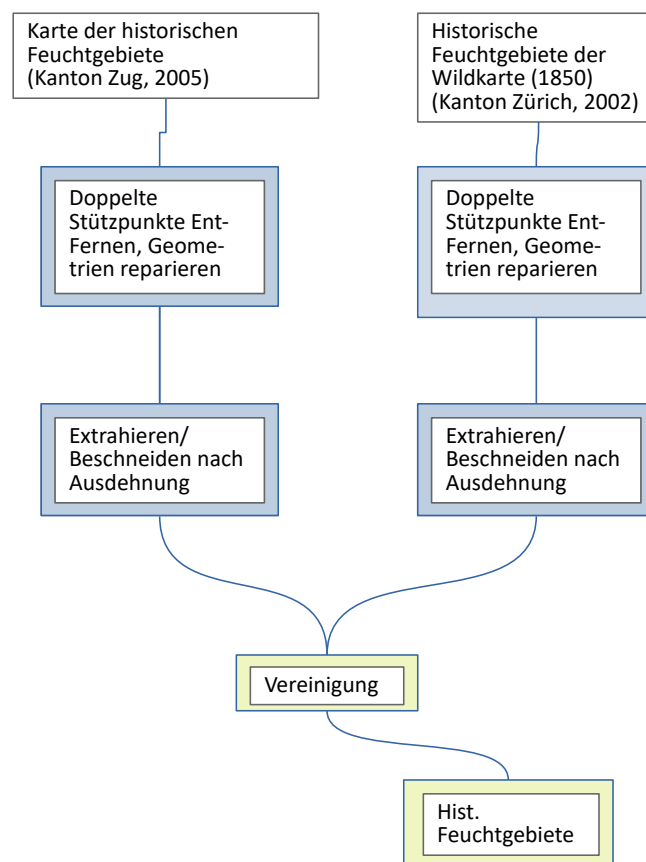 Karte der historischen
Feuchtgebiete
(Kanton Zug, 2005)
Historische
Feuchtgebiete der
Wildkarte (1850)
(Kanton Zürich, 2002)
Doppelte
Stützpunkte Ent-
Fernen, Geome-
trien reparieren
Doppelte
Stützpunkte Ent-
Fernen, Geome-
trien reparieren
Extrahieren/
Beschneiden nach
Ausdehnung
Extrahieren/
Beschneiden nach
Ausdehnung
Vereinigung
Hist.
Feuchtgebiete